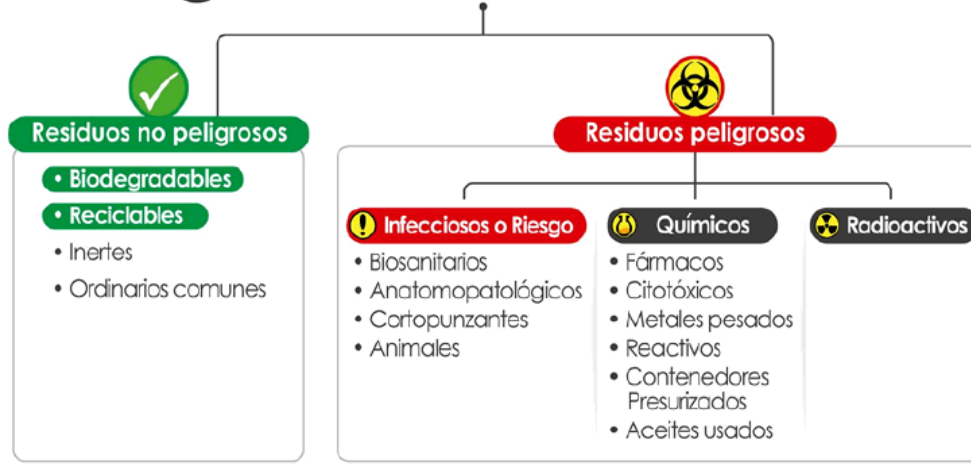 Residuos no peligrosos
• Biodegradables
• Reciclables
• Inertes
• Ordinarios comunes
Residuos peligrosos
Infecciosos o Riesgo
• Biosanitarios
• Anatomopatológicos
• Cortopunzantes
• Animales
Químicos
• Fármacos
• Citotóxicos
• Metales pesados
• Reactivos
• Contenedores
Presurizados
• Aceites usados
Radioactivos